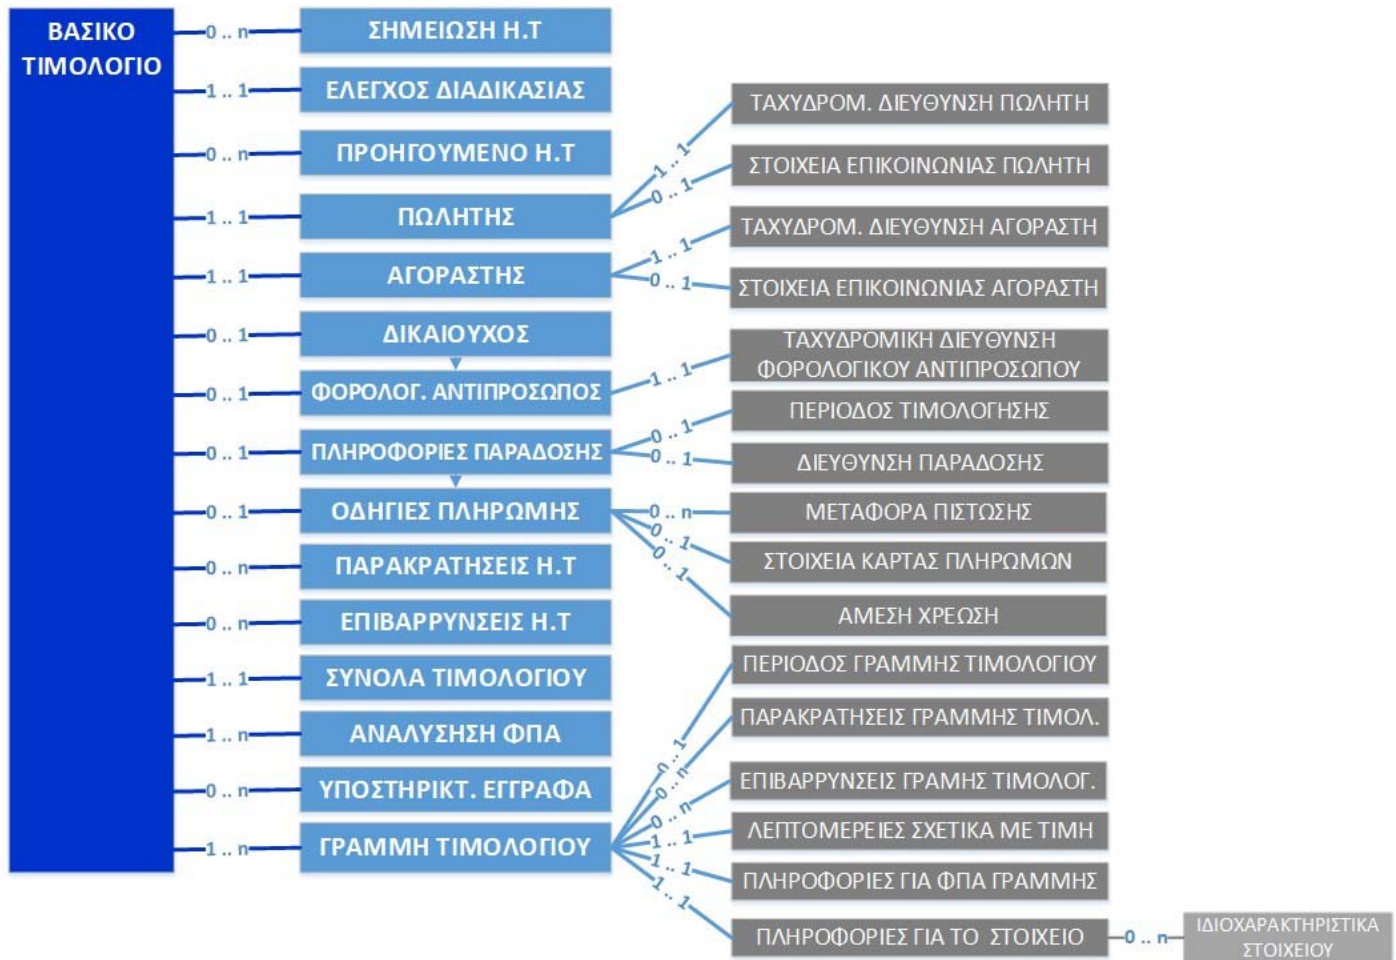 ΒΑΣΙΚΟ
ΤΙΜΟΛΟΓΙΟ
0 .. n
ΣΗΜΕΙΩΣΗ Η.Τ
1 .. 1
ΕΛΕΓΧΟΣ ΔΙΑΔΙΚΑΣΙΑΣ
0 .. n
ΠΡΟΗΓΟΥΜΕΝΟ Η.Τ
1 .. 1
ΠΩΛΗΤΗΣ
1 .. 1
ΤΑΧΥΔΡΟΜ. ΔΙΕΥΘΥΝΣΗ ΠΩΛΗΤΗ
0 .. 1
ΣΤΟΙΧΕΙΑ ΕΠΙΚΟΙΝΩΝΙΑΣ ΠΩΛΗΤΗ
1 .. 1
ΑΓΟΡΑΣΤΗΣ
1 .. 1
ΤΑΧΥΔΡΟΜ. ΔΙΕΥΘΥΝΣΗ ΑΓΟΡΑΣΤΗ
0 .. 1
ΣΤΟΙΧΕΙΑ ΕΠΙΚΟΙΝΩΝΙΑΣ ΑΓΟΡΑΣΤΗ
0 .. 1
ΔΙΚΑΙΟΥΧΟΣ
0 .. 1
ΦΟΡΟΛΟΓ. ΑΝΤΙΠΡΟΣΩΠΟΣ
1 .. 1
ΤΑΧΥΔΡΟΜΙΚΗ ΔΙΕΥΘΥΝΣΗ
ΦΟΡΟΛΟΓΙΚΟΥ ΑΝΤΙΠΡΟΣΩΠΟΥ
0 .. 1
ΠΛΗΡΟΦΟΡΙΕΣ ΠΑΡΑΔΟΣΗΣ
0 .. 1
ΠΕΡΙΟΔΟΣ ΤΙΜΟΛΟΓΗΣΗΣ
0 .. 1
ΔΙΕΥΘΥΝΣΗ ΠΑΡΑΔΟΣΗΣ
0 .. 1
ΟΔΗΓΙΕΣ ΠΛΗΡΩΜΗΣ
0 .. n
ΜΕΤΑΦΟΡΑ ΠΙΣΤΩΣΗΣ
0 .. 1
ΣΤΟΙΧΕΙΑ ΚΑΡΤΑΣ ΠΛΗΡΩΜΩΝ
0 .. 1
ΑΜΕΣΗ ΧΡΕΩΣΗ
0 .. n
ΠΑΡΑΚΡΑΤΗΣΕΙΣ Η.Τ
0 .. n
ΕΠΙΒΑΡΡΥΝΣΕΙΣ Η.Τ
1 .. 1
ΣΥΝΟΛΑ ΤΙΜΟΛΟΓΙΟΥ
1 .. n
ΑΝΑΛΥΣΗΣΗ ΦΠΑ
0 .. n
ΥΠΟΣΤΗΡΙΚΤ. ΕΓΓΡΑΦΑ
1 .. n
ΓΡΑΜΜΗ ΤΙΜΟΛΟΓΙΟΥ
0 .. 1
ΠΕΡΙΟΔΟΣ ΓΡΑΜΜΗΣ ΤΙΜΟΛΟΓΙΟΥ
0 .. n
ΠΑΡΑΚΡΑΤΗΣΕΙΣ ΓΡΑΜΜΗΣ ΤΙΜΟΛ.
0 .. n
ΕΠΙΒΑΡΡΥΝΣΕΙΣ ΓΡΑΜΗΣ ΤΙΜΟΛΟΓ.
1 .. 1
ΛΕΠΤΟΜΕΡΕΙΕΣ ΣΧΕΤΙΚΑ ΜΕ ΤΙΜΗ
1 .. 1
ΠΛΗΡΟΦΟΡΙΕΣ ΓΙΑ ΦΠΑ ΓΡΑΜΜΗΣ
1 .. 1
ΠΛΗΡΟΦΟΡΙΕΣ ΓΙΑ ΤΟ ΣΤΟΙΧΕΙΟ
0 .. n
ΙΔΙΟΧΑΡΑΚΤΗΡΙΣΤΙΚΑ
ΣΤΟΙΧΕΙΟΥ